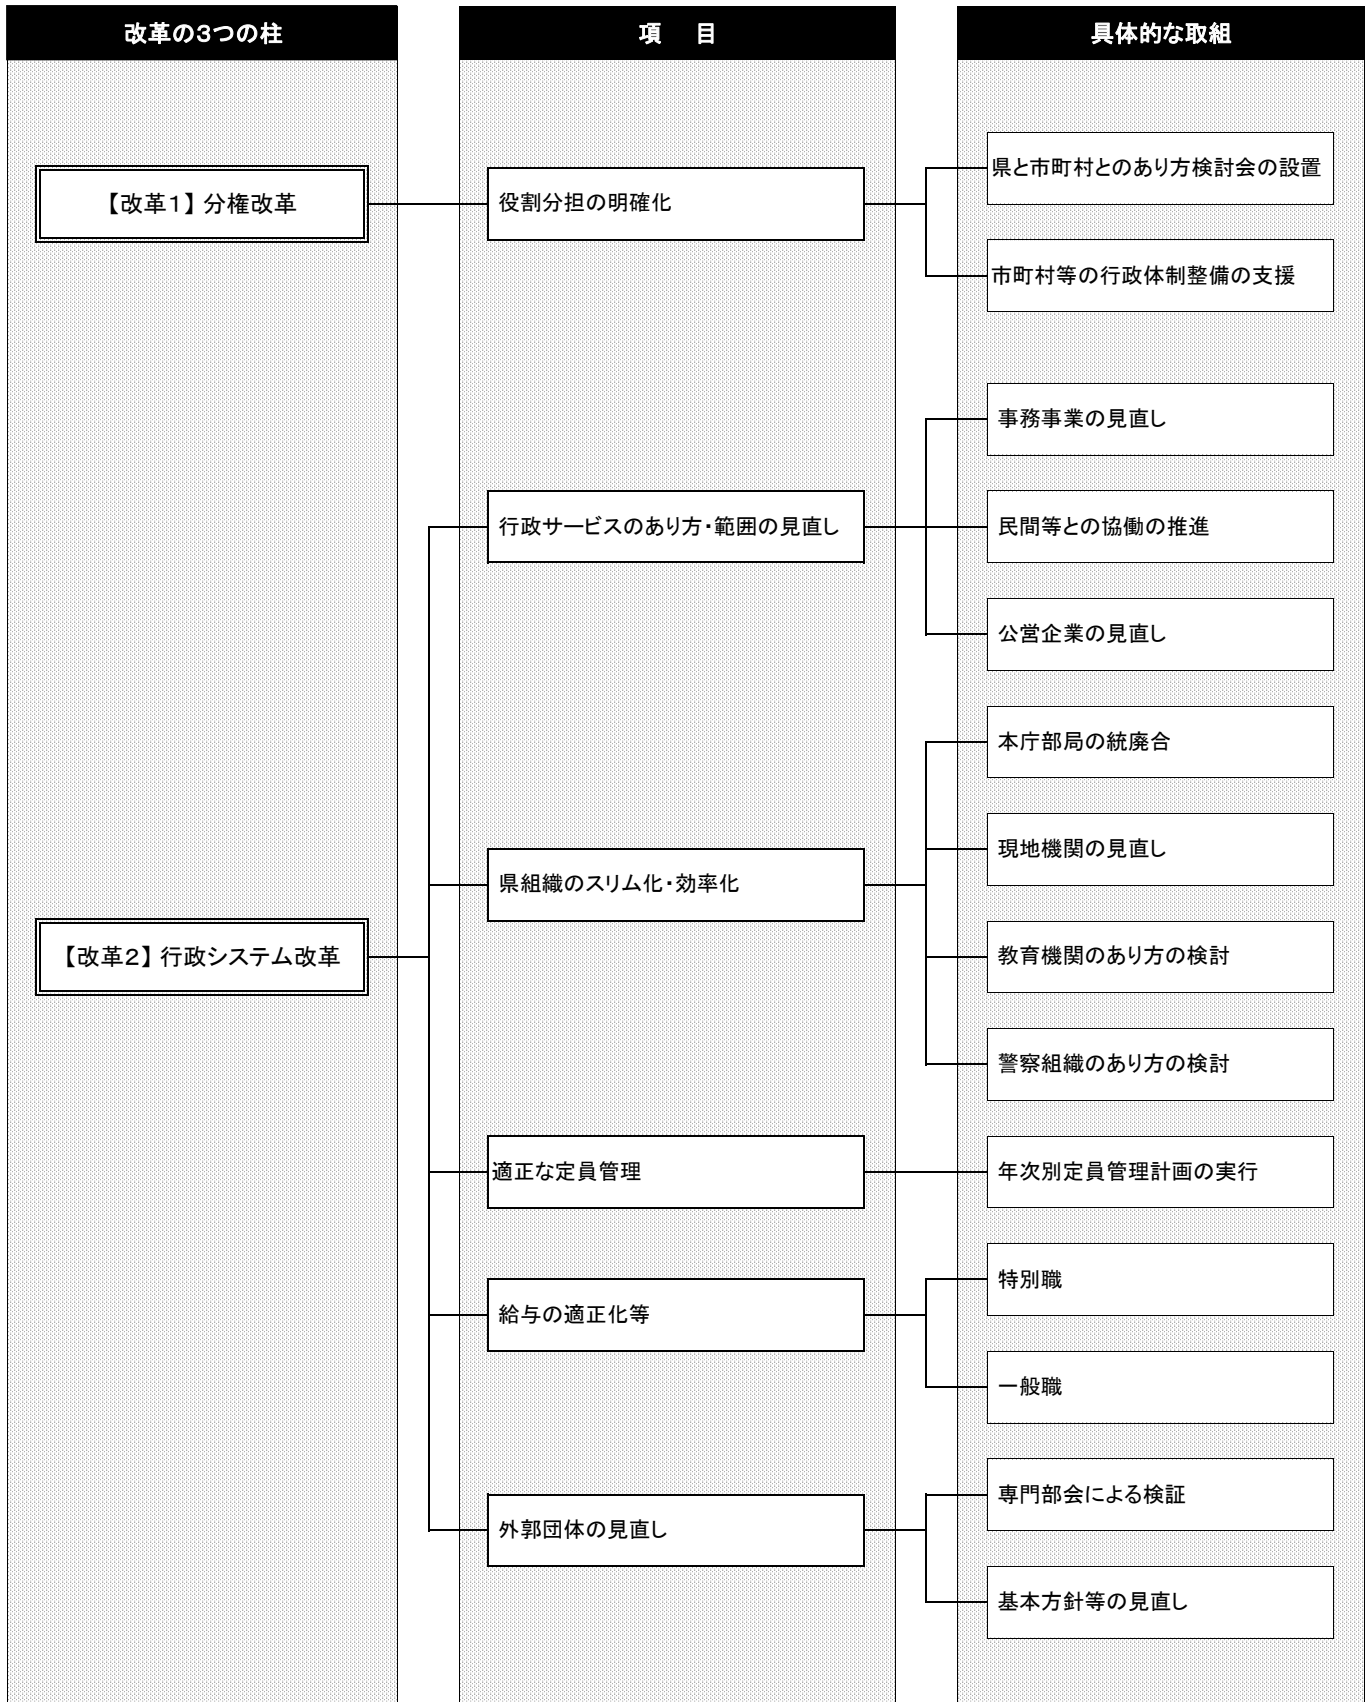 改革の3つの柱
項 目
具体的な取組
【改革1】 分権改革
役割分担の明確化
県と市町村とのあり方検討会の設置
市町村等の行政体制整備の支援
【改革2】 行政システム改革
行政サービスのあり方・範囲の見直し
事務事業の見直し
民間等との協働の推進
公営企業の見直し
県組織のスリム化・効率化
本庁部局の統廃合
現地機関の見直し
教育機関のあり方の検討
警察組織のあり方の検討
適正な定員管理
年次別定員管理計画の実行
給与の適正化等
特別職
一般職
外郭団体の見直し
専門部会による検証
基本方針等の見直し